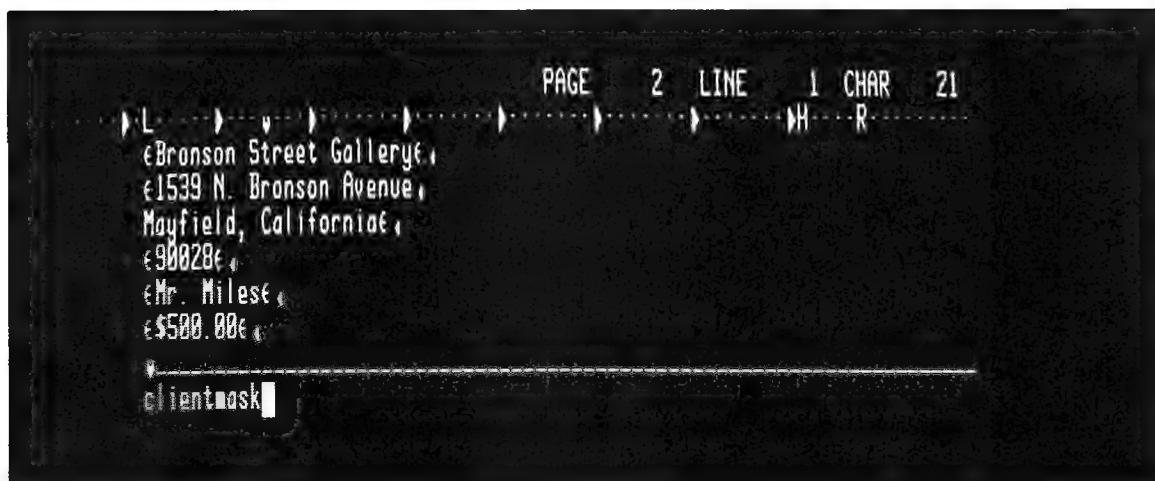 PAGE 2 LINE 1 CHAR 21
L H R
€Bronson Street Gallery€
€1539 N. Bronson Avenue
Mayfield, California€
€90028€
€Mr. Miles€
€$500.00€
clientmask